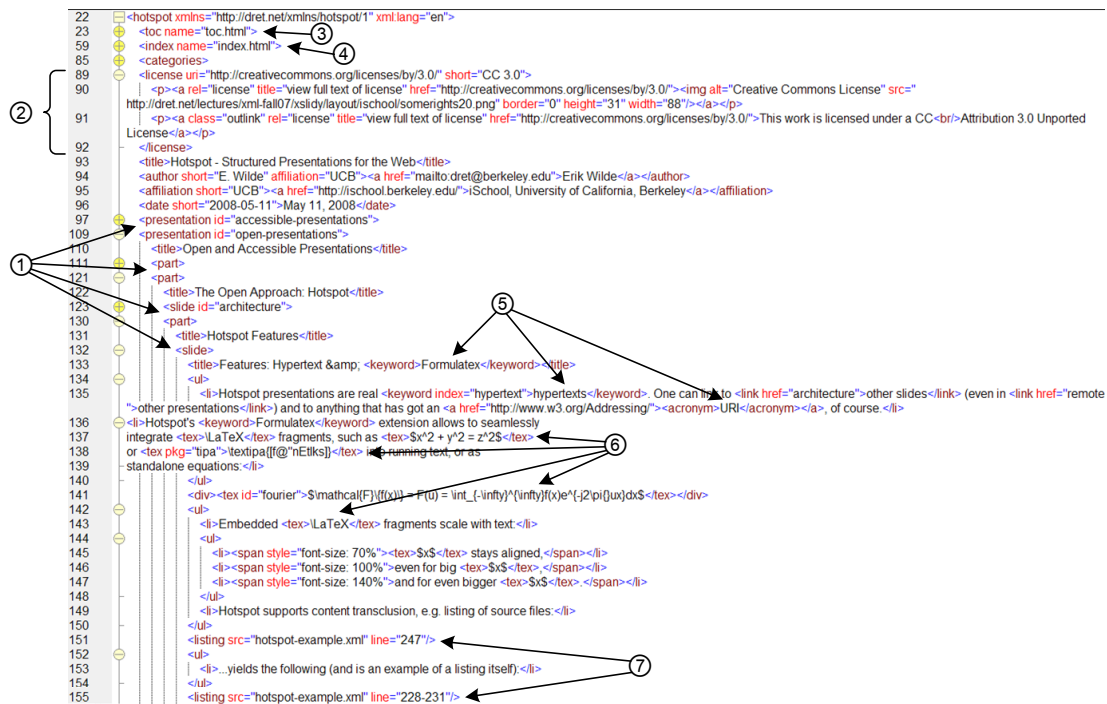 22 <hotspot xmlns="http://dret.net/xmlns/hotspot/1" xml:lang="en">
23 <toc name="toc.html"> ③
59 <index name="index.html"> ④
85 <categories>
89 <license uri="http://creativecommons.org/licenses/by/3.0/" short="CC 3.0">
90 <p><a rel="license" title="view full text of license" href="http://creativecommons.org/licenses/by/3.0/"><img alt="Creative Commons License" src="
② http://dret.net/lectures/xml-fall07/xslidy/layout/ischool/somerights20.png" border="0" height="31" width="88"/></a></p>
91 <p><a class="outlink" rel="license" title="view full text of license" href="http://creativecommons.org/licenses/by/3.0/">This work is licensed under a CC<br/>Attribution 3.0 Unported
License</a></p>
92 </license>
93 <title>Hotspot - Structured Presentations for the Web</title>
94 <author short="E. Wilde" affiliation="UCB"><a href="mailto:dret@berkeley.edu">Erik Wilde</a></author>
95 <affiliation short="UCB"><a href="http://ischool.berkeley.edu/">iSchool, University of California, Berkeley</a></affiliation>
96 <date short="2008-05-11">May 11, 2008</date>
97 <presentation id="accessible-presentations">
109 <presentation id="open-presentations">
110 <title>Open and Accessible Presentations</title>
① 111 <part>
121 <part>
122 <title>The Open Approach: Hotspot</title>
123 <slide id="architecture"> ⑤
130 <part>
131 <title>Hotspot Features</title>
132 <slide>
133 <title>Features: Hypertext &amp; <keyword>Formulatex</keyword></title>
134 <ul>
135 <li>Hotspot presentations are real <keyword index="hypertext">hypertexts</keyword>. One can link to <link href="architecture">other slides</link> (even in <link href="remote
">other presentations</link>) and to anything that has got an <a href="http://www.w3.org/Addressing/"><acronym>URI</acronym></a>, of course.</li>
136 <li>Hotspot's <keyword>Formulatex</keyword> extension allows to seamlessly
137 integrate <tex>\LaTeX</tex> fragments, such as <tex>$x^2 + y^2 = z^2$</tex>
138 or <tex pkg="tipa">\textipa{[f@"nEtIks]}</tex> into running text, or as ⑥
139 standalone equations:</li>
140 </ul>
141 <div><tex id="fourier">$\mathcal{F}\{f(x)\} = F(u) = \int_{-\infty}^{\infty}f(x)e^{-j2\pi{}ux}dx$</tex></div>
142 <ul>
143 <li>Embedded <tex>\LaTeX</tex> fragments scale with text:</li>
144 <ul>
145 <li><span style="font-size: 70%"><tex>$x$</tex> stays aligned,</span></li>
146 <li><span style="font-size: 100%">even for big <tex>$x$</tex>,</span></li>
147 <li><span style="font-size: 140%">and for even bigger <tex>$x$</tex>.</span></li>
148 </ul>
149 <li>Hotspot supports content transclusion, e.g. listing of source files:</li>
150 </ul>
151 <listing src="hotspot-example.xml" line="247"/>
152 <ul>
153 <li>...yields the following (and is an example of a listing itself):</li> ⑦
154 </ul>
155 <listing src="hotspot-example.xml" line="228-231"/>